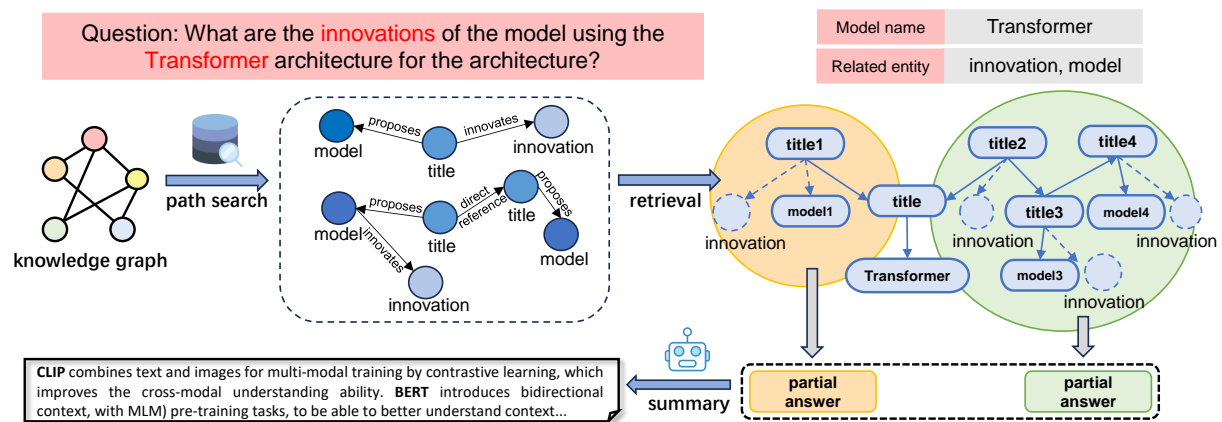 Question: What are the innovations of the model using the
Transformer architecture for the architecture?
Model name
Transformer
Related entity
innovation, model
knowledge graph
path search
proposes
innovates
model
title
innovation
proposes
direct
reference
title
proposes
model
title
innovates
model
innovation
retrieval
title1
title2
title4
innovation
model1
title
innovation
title3
model4
innovation
Transformer
model3
innovation
CLIP combines text and images for multi-modal training by contrastive learning, which
improves the cross-modal understanding ability. BERT introduces bidirectional
context, with MLM) pre-training tasks, to be able to better understand context...
summary
partial
answer
partial
answer